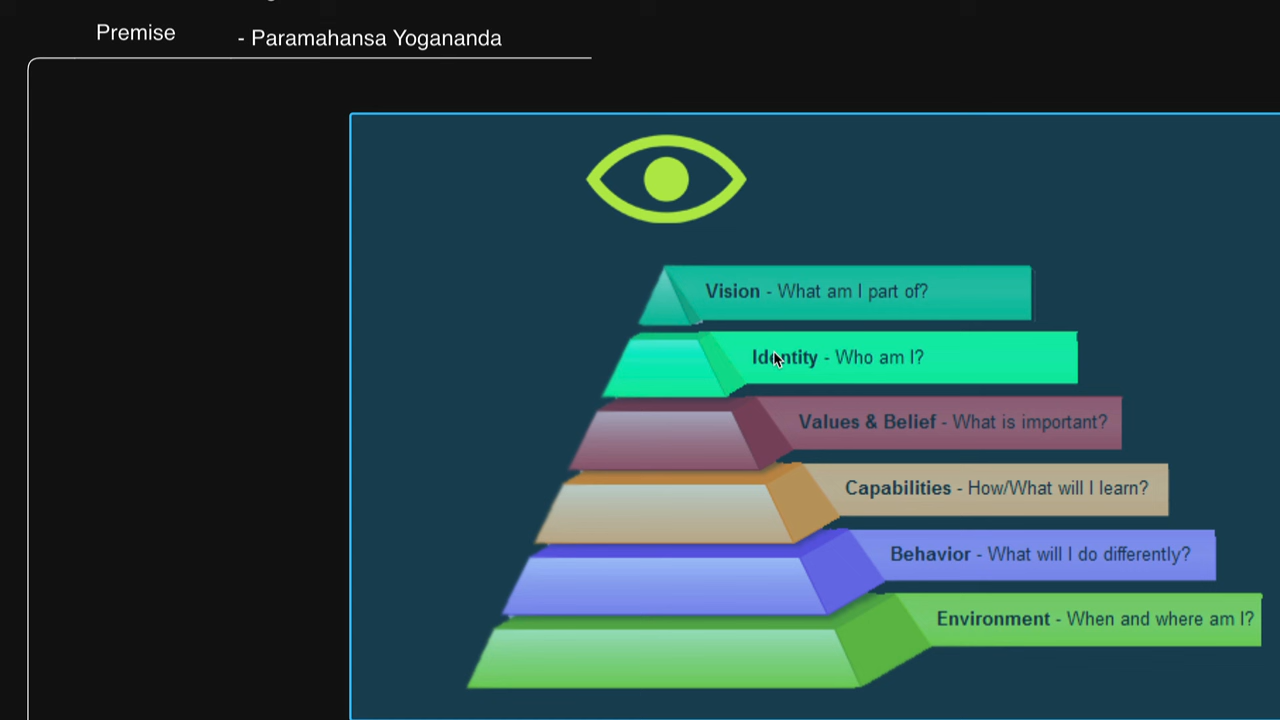 Premise
- Paramahansa Yogananda
Vision - What am I part of?
Identity - Who am I?
Values & Belief - What is important?
Capabilities - How/What will I learn?
Behavior - What will I do differently?
Environment - When and where am I?